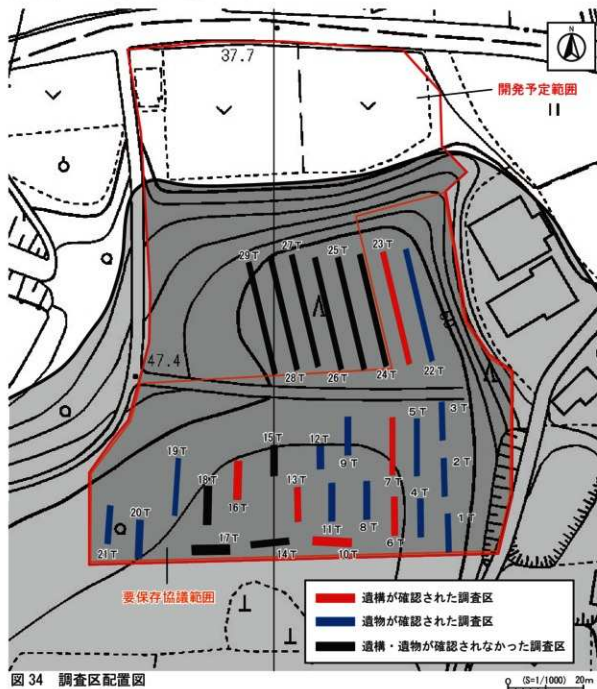 N
37.7
開発予定範囲
29T
27T
25T
23T
28T
26T
24T
22T
47.4
3T
5T
15T
12T
9T
19T
18T
16T
13T
7T
2T
4T
20T
11T
8T
6T
1T
21T
17T
14T
10T
要保存協議範囲
遺構が確認された調査区
遺物が確認された調査区
遺構・遺物が確認されなかった調査区
図34 調査区配置図
0 (S=1/1000) 20m